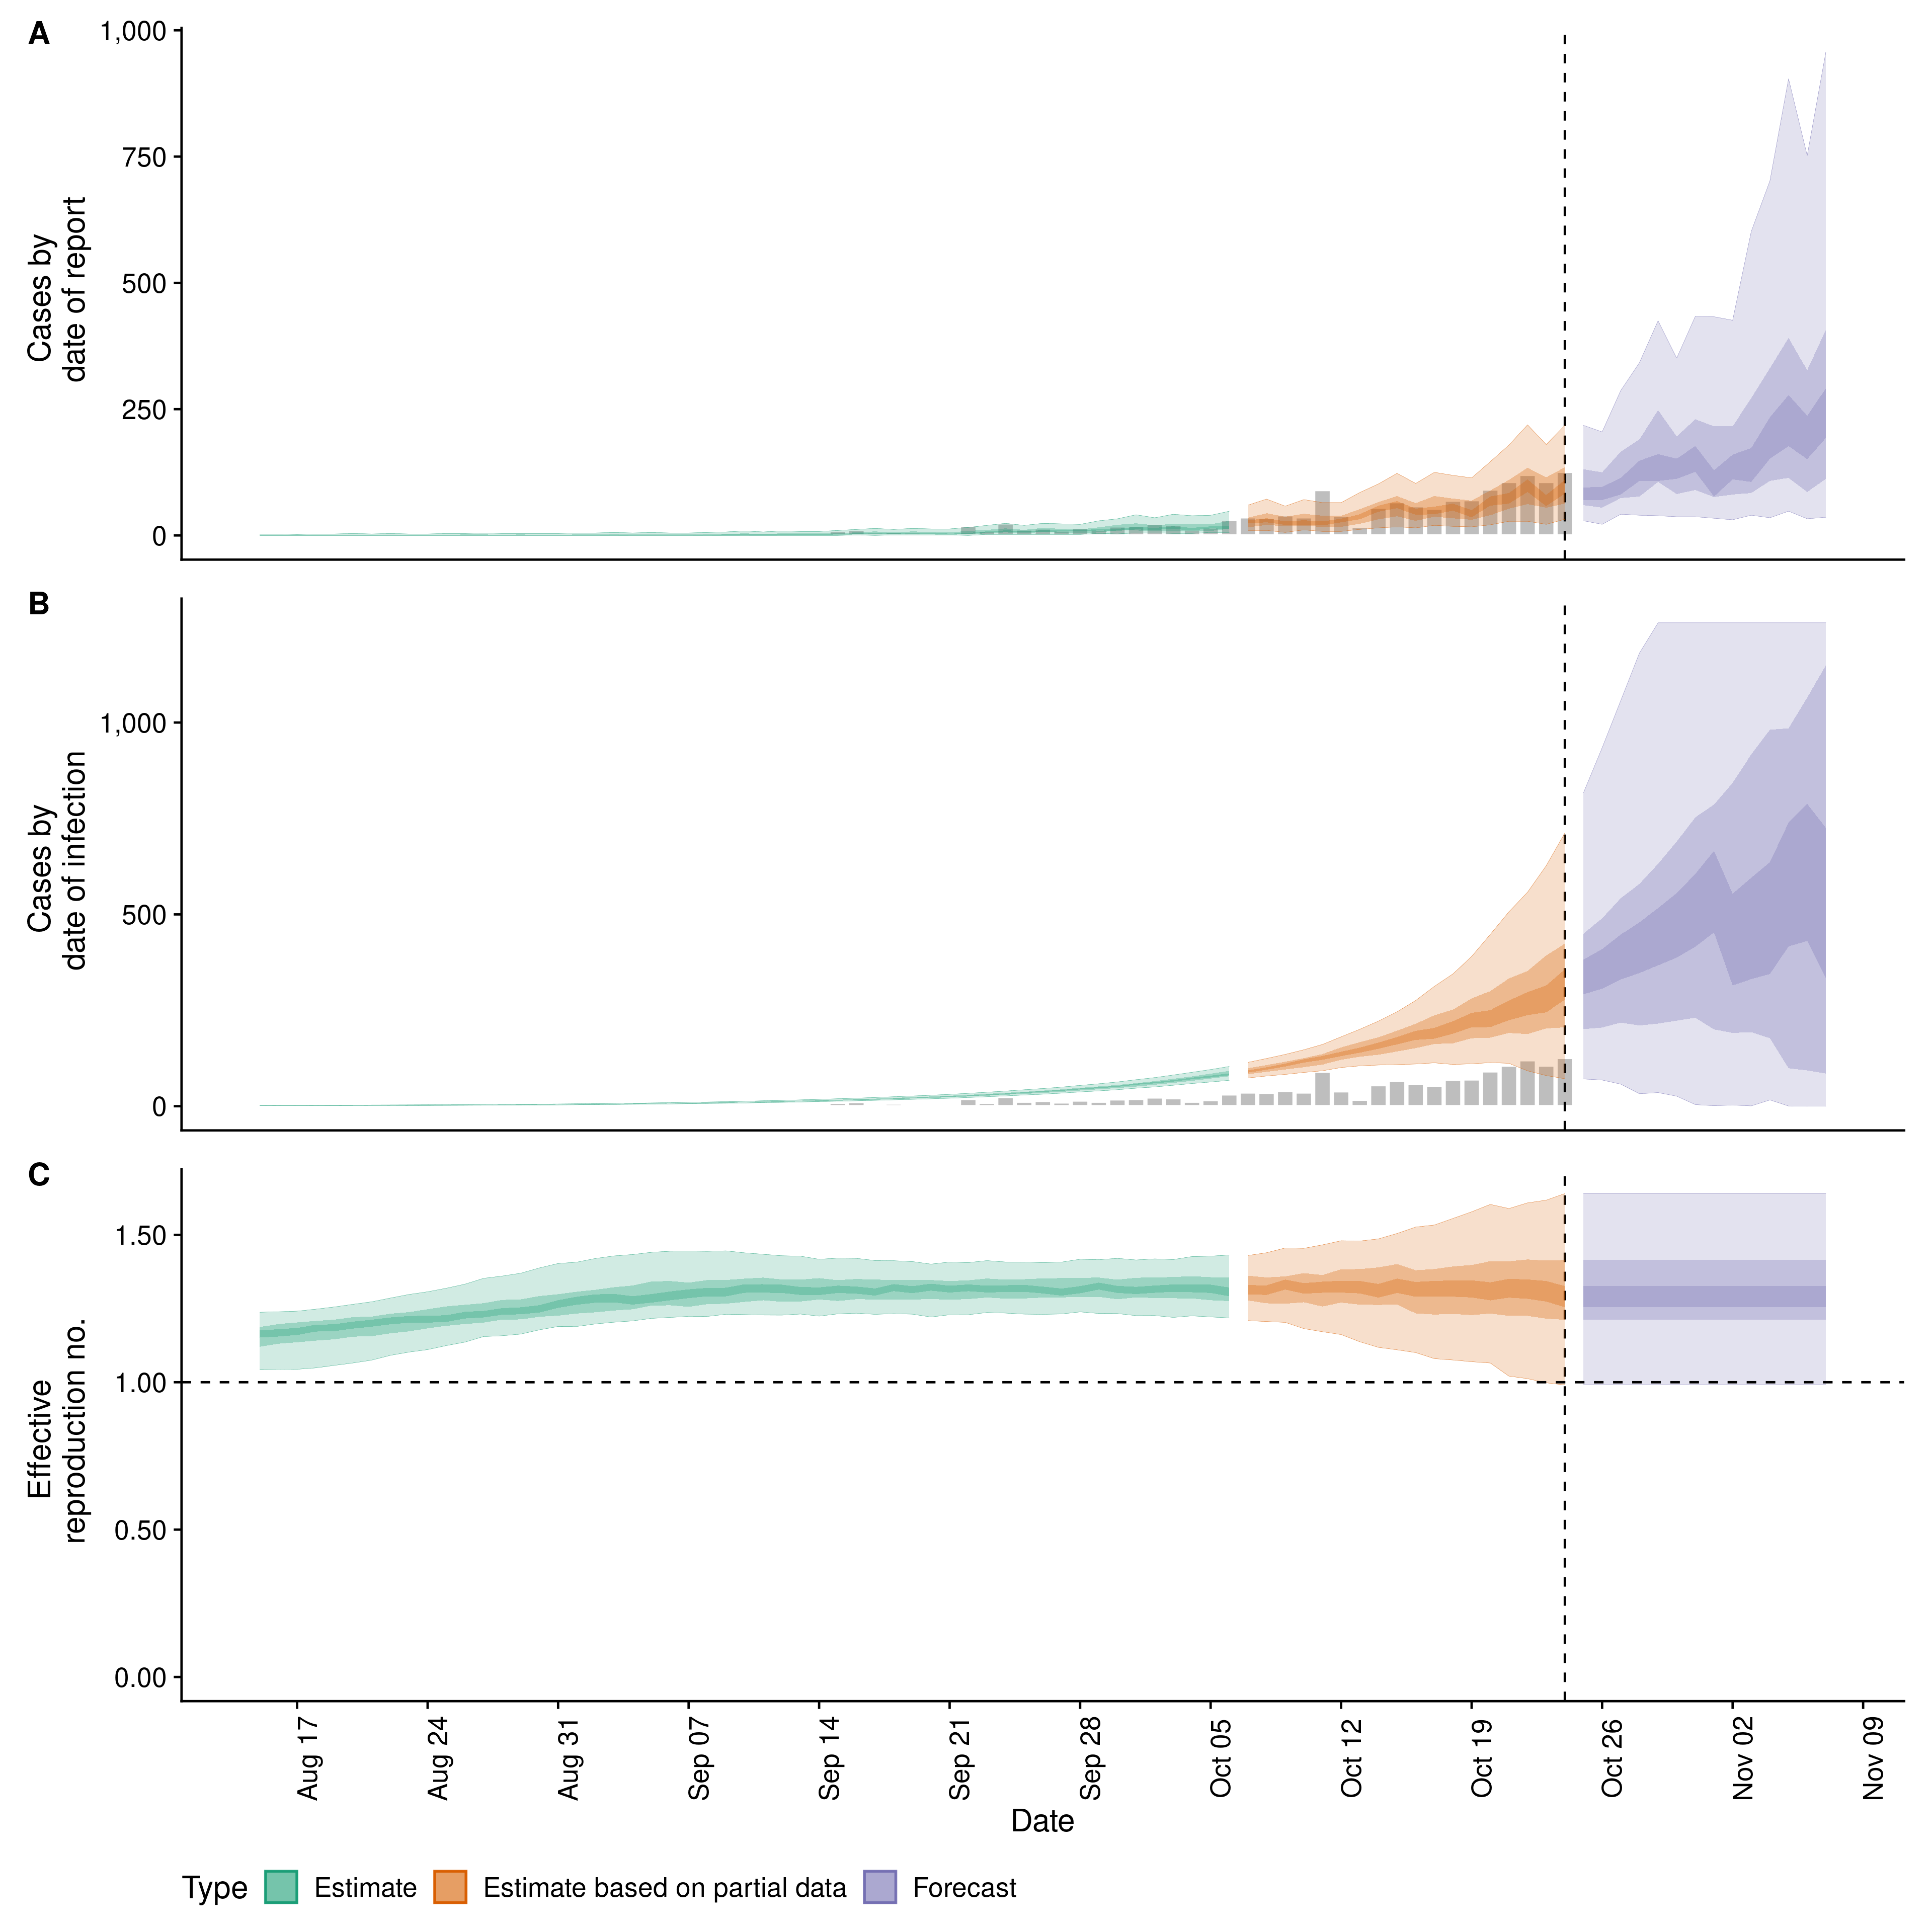 A
Cases by
date of report
1,000
750
500
250
0
B
Cases by
date of infection
1,000
500
0
C
Effective
reproduction no.
1.50
1.00
0.50
0.00
Aug 17
Aug 24
Aug 31
Sep 07
Sep 14
Sep 21
Sep 28
Oct 05
Oct 12
Oct 19
Oct 26
Nov 02
Nov 09
Date
Type Estimate Estimate based on partial data Forecast